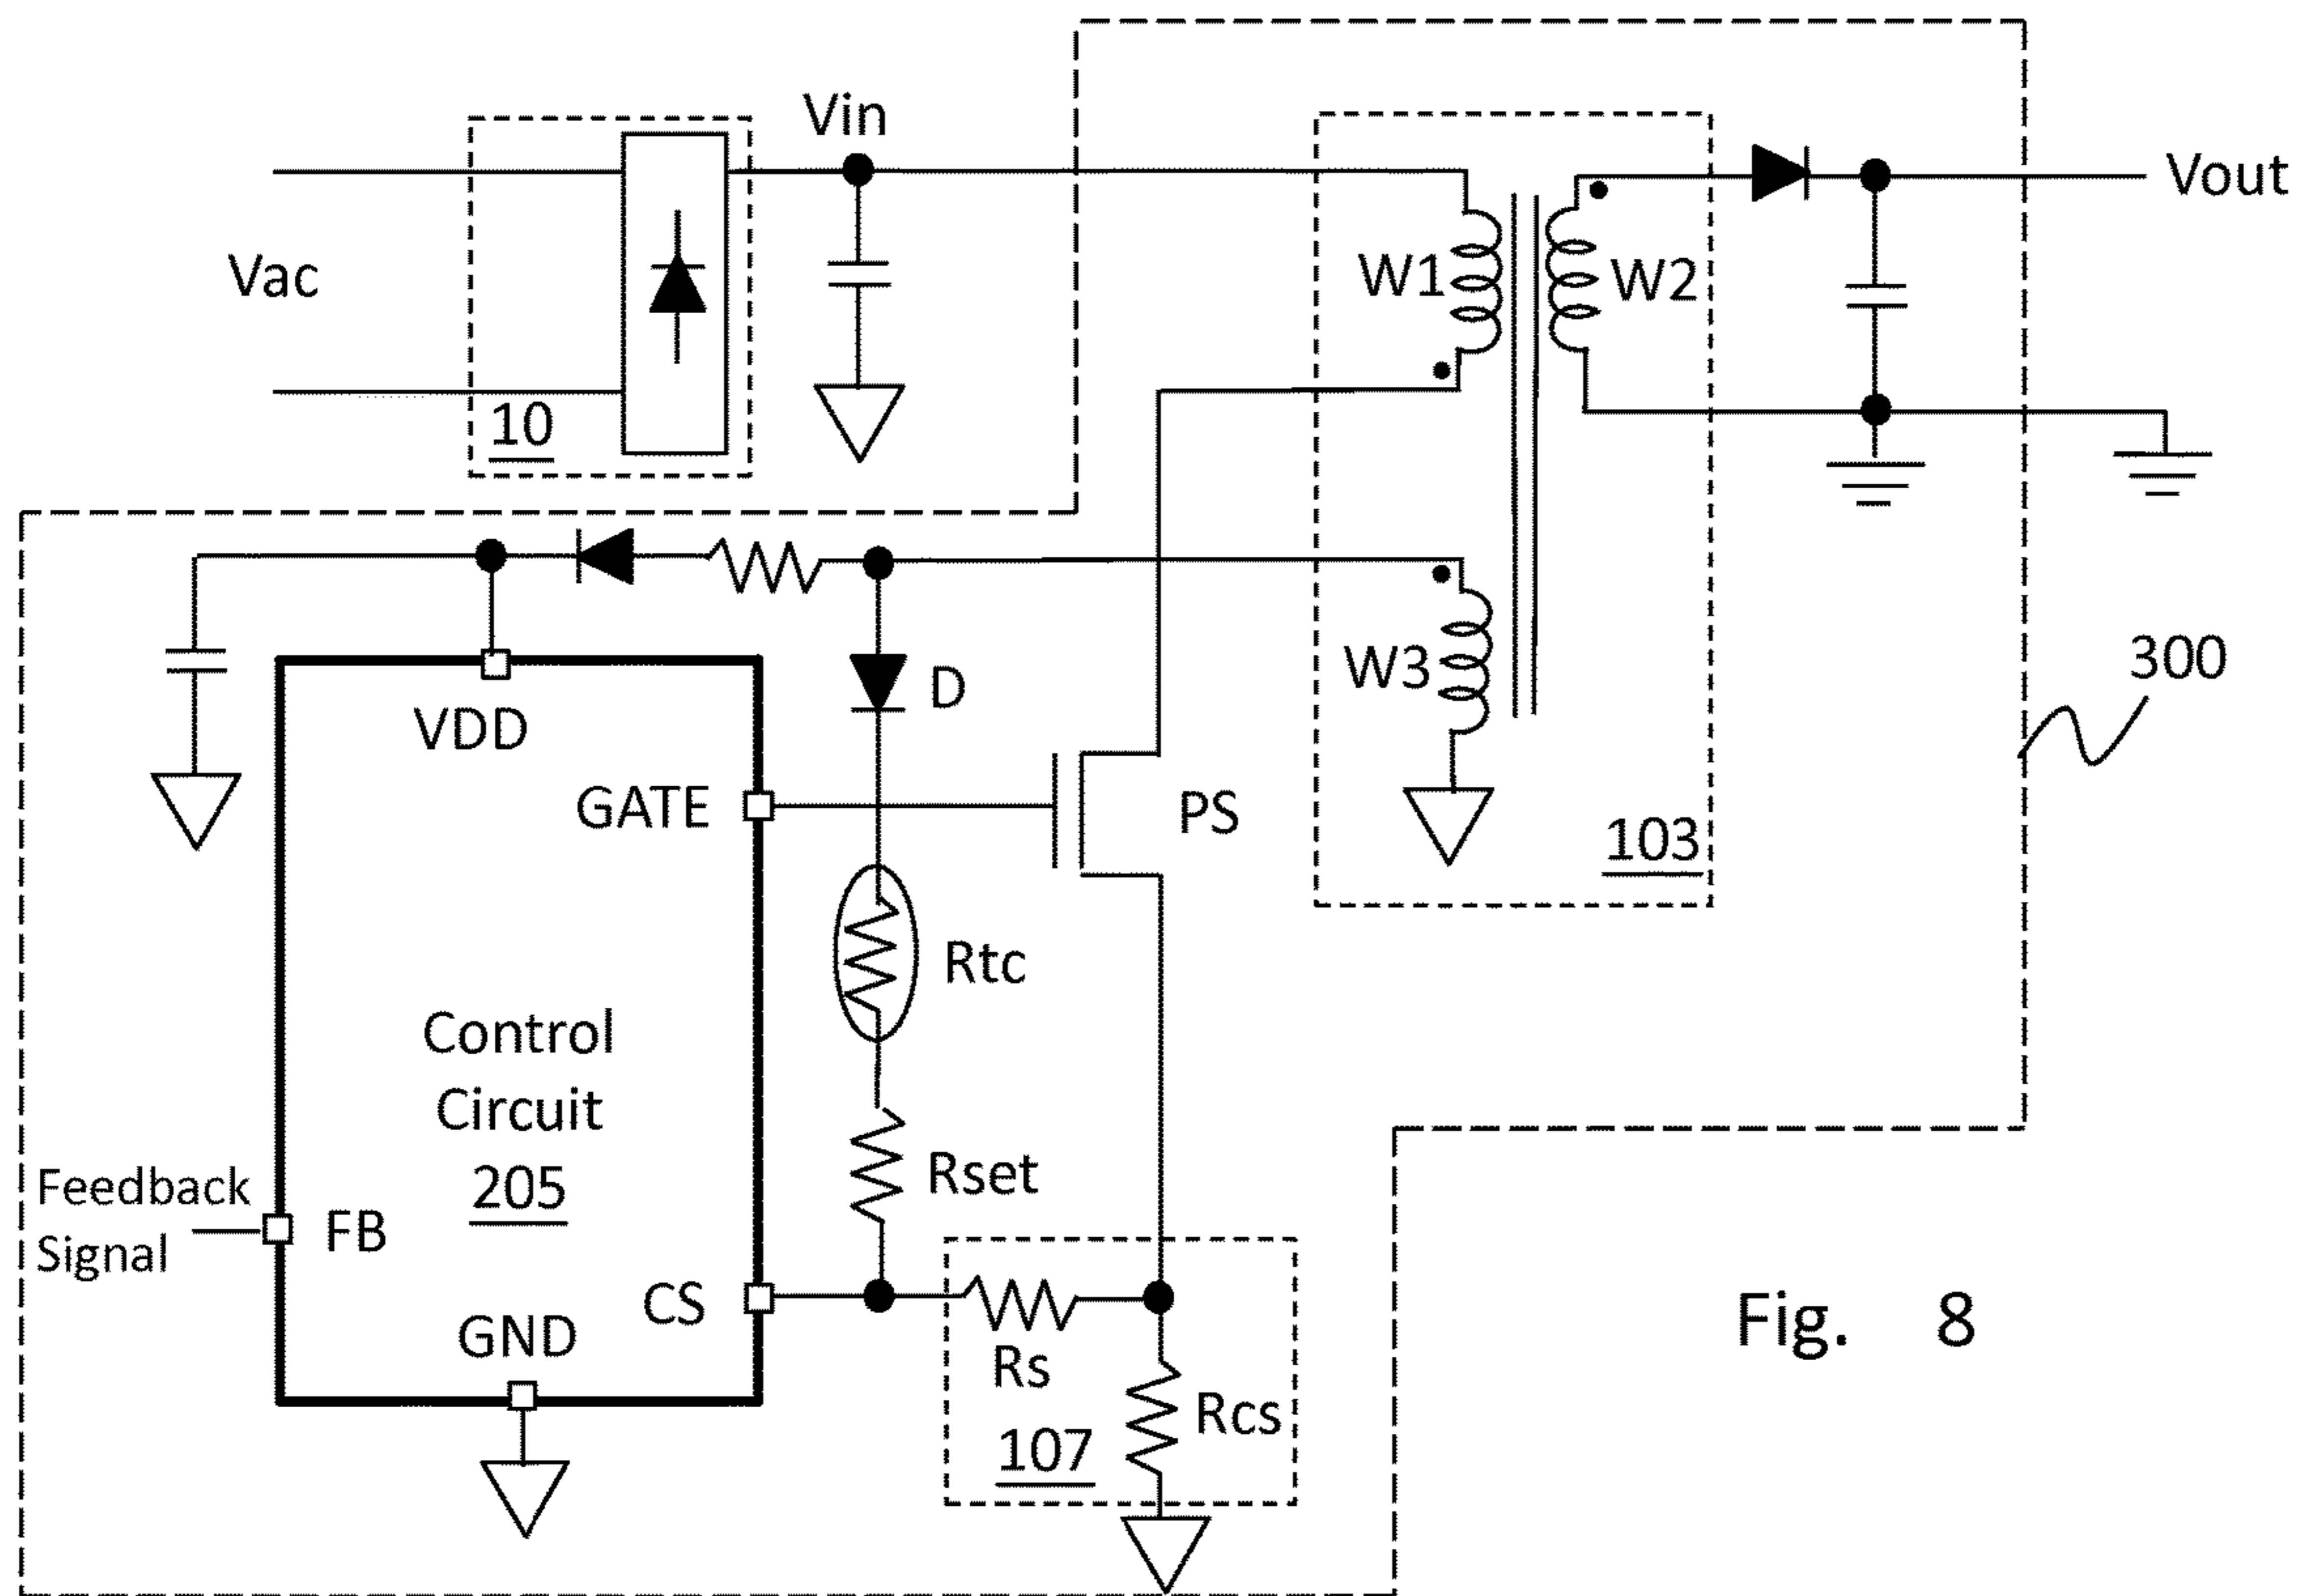 Vin
Vout
Vac
W1
W2
10
W3
300
D
VDD
GATE
PS
103
Rtc
Control
Circuit
205
Rset
Feedback
Signal
FB
CS
GND
Rs
Rcs
107
Fig. 8